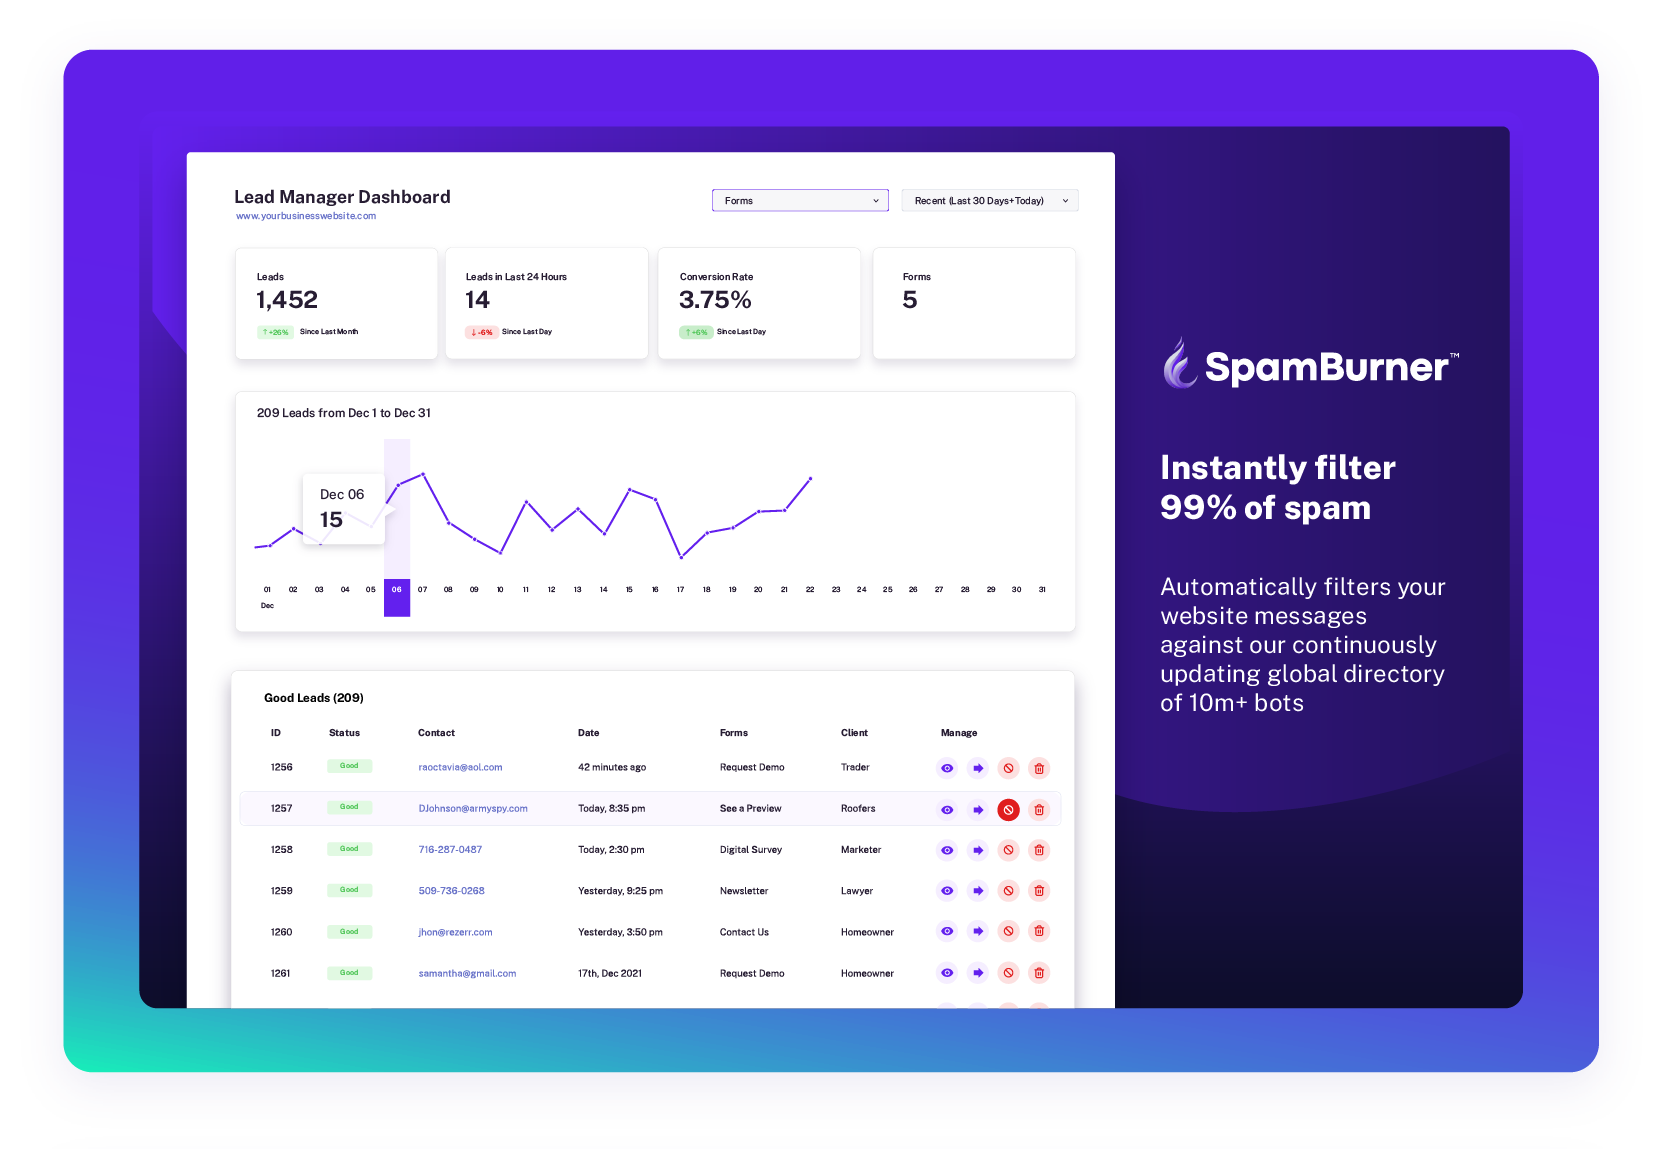 Lead Manager Dashboard
www.yourbusinesswebsite.com
Forms
Recent (Last 30 Days+Today)
Leads
1,452
↑+26% Since Last Month
Leads in Last 24 Hours
14
↓-6% Since Last Day
Conversion Rate
3.75%
↑+6% Since Last Day
Forms
5
209 Leads from Dec 1 to Dec 31
Dec 06
15
01 02 03 04 05 06 07 08 09 10 11 12 13 14 15 16 17 18 19 20 21 22 23 24 25 26 27 28 29 30 31
Dec
Good Leads (209)
ID Status Contact Date Forms Client Manage
1256 Good raoctavia@aol.com 42 minutes ago Request Demo Trader
1257 Good DJohnson@armyspy.com Today, 8:35 pm See a Preview Roofers
1258 Good 716-287-0487 Today, 2:30 pm Digital Survey Marketer
1259 Good 509-736-0268 Yesterday, 9:25 pm Newsletter Lawyer
1260 Good jhon@rezerr.com Yesterday, 3:50 pm Contact Us Homeowner
1261 Good samantha@gmail.com 17th, Dec 2021 Request Demo Homeowner
SpamBurner™
Instantly filter
99% of spam
Automatically filters your
website messages
against our continuously
updating global directory
of 10m+ bots